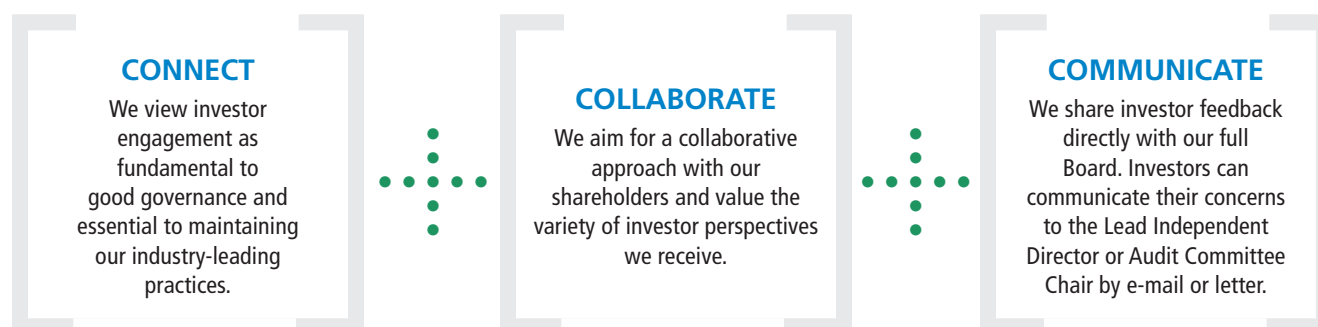 CONNECT
We view investor
engagement as
fundamental to
good governance and
essential to maintaining
our industry-leading
practices.
COLLABORATE
We aim for a collaborative
approach with our
shareholders and value the
variety of investor perspectives
we receive.
COMMUNICATE
We share investor feedback
directly with our full
Board. Investors can
communicate their concerns
to the Lead Independent
Director or Audit Committee
Chair by e-mail or letter.